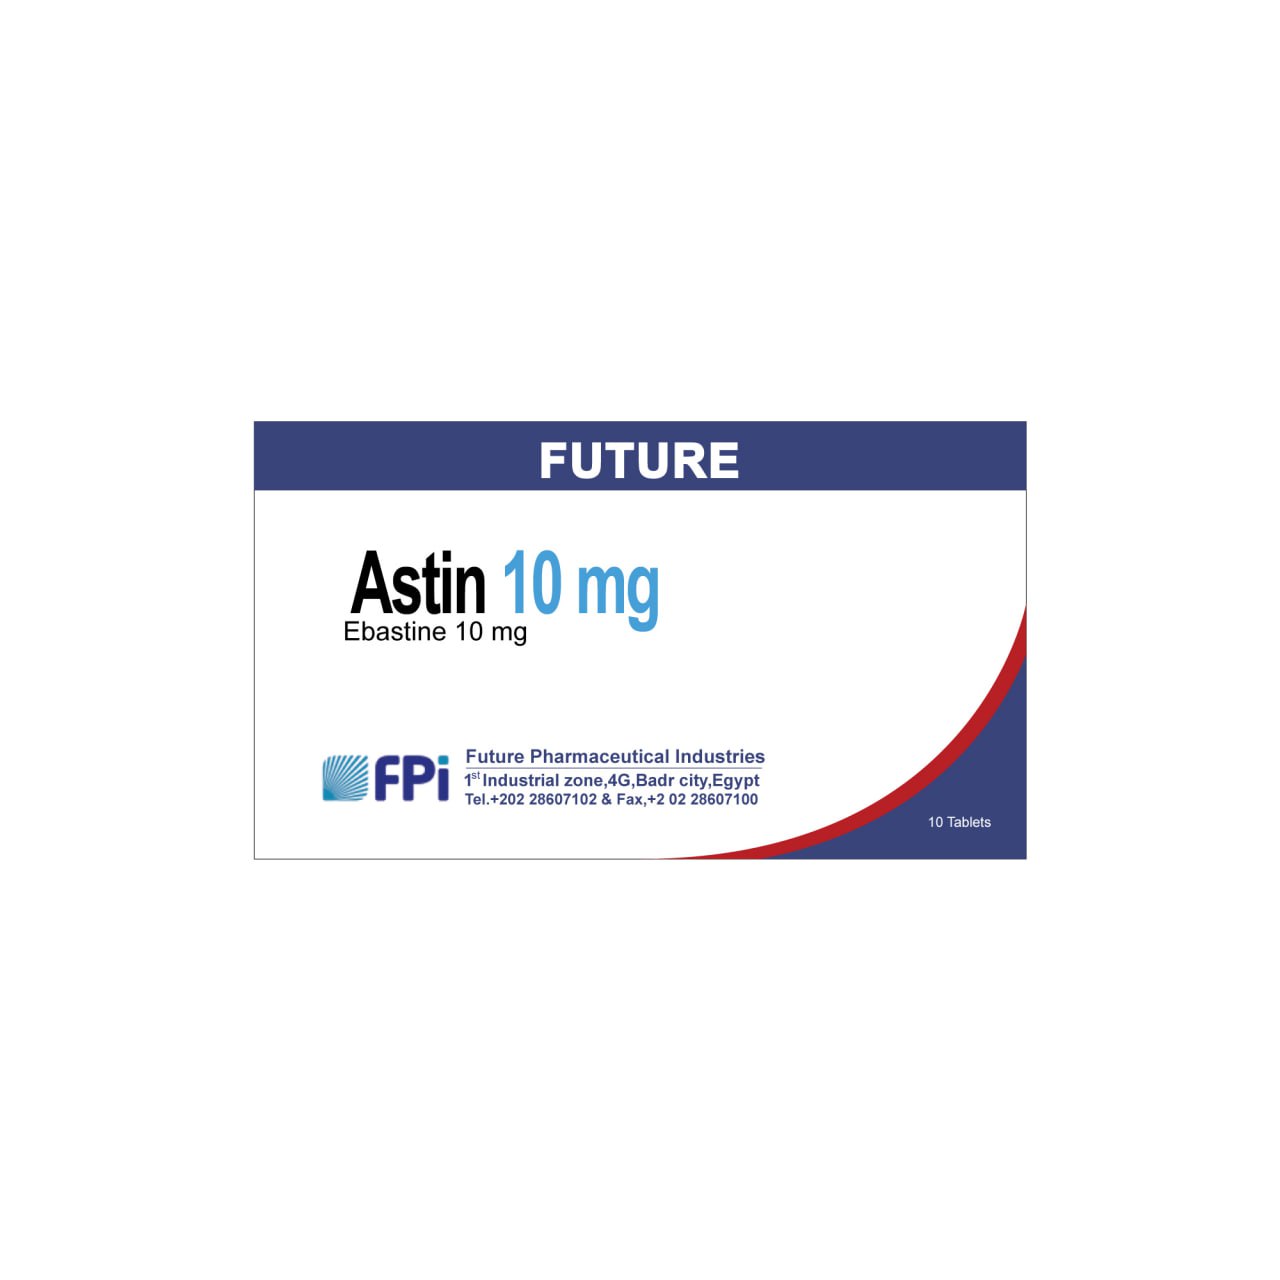 FUTURE
Astin 10 mg
Ebastine 10 mg
FPi
Future Pharmaceutical Industries
1st Industrial zone,4G,Badr city,Egypt
Tel.+202 28607102 & Fax,+2 02 28607100
10 Tablets